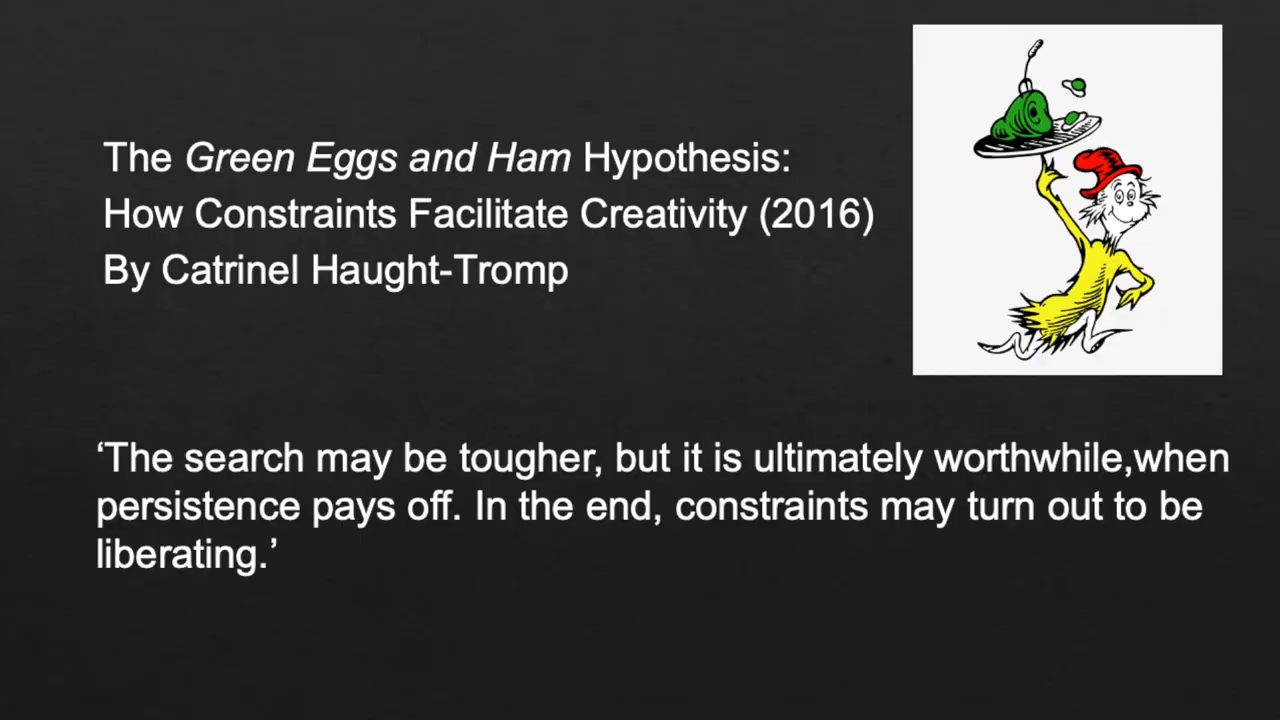 The Green Eggs and Ham Hypothesis:
How Constraints Facilitate Creativity (2016)
By Catrinel Haught-Tromp
‘The search may be tougher, but it is ultimately worthwhile,when
persistence pays off. In the end, constraints may turn out to be
liberating.’